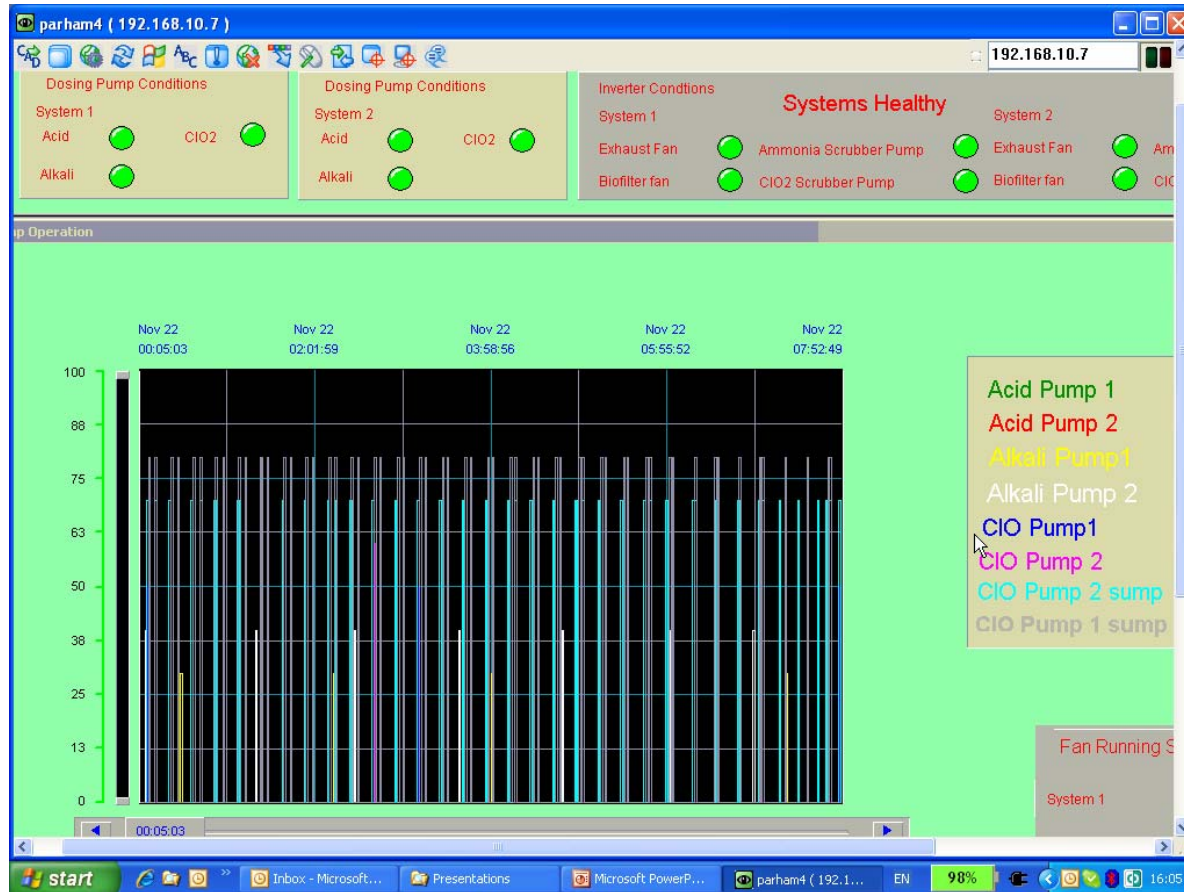 parham4 ( 192.168.10.7 )
192.168.10.7
Dosing Pump Conditions
System 1
Acid
ClO2
Alkali
Dosing Pump Conditions
System 2
Acid
ClO2
Alkali
Inverter Condtions
Systems Healthy
System 1
System 2
Exhaust Fan
Ammonia Scrubber Pump
Exhaust Fan
Am
Biofilter fan
ClO2 Scrubber Pump
Biofilter fan
ClO
p Operation
Nov 22
00:05:03
Nov 22
02:01:59
Nov 22
03:58:56
Nov 22
05:55:52
Nov 22
07:52:49
100
88
75
63
50
38
25
13
0
Acid Pump 1
Acid Pump 2
Alkali Pump1
Alkali Pump 2
ClO Pump1
ClO Pump 2
ClO Pump 2 sump
ClO Pump 1 sump
Fan Running S
System 1
00:05:03
start
Inbox - Microsoft...
Presentations
Microsoft PowerP...
parham4 ( 192.1...
EN
98%
16:05